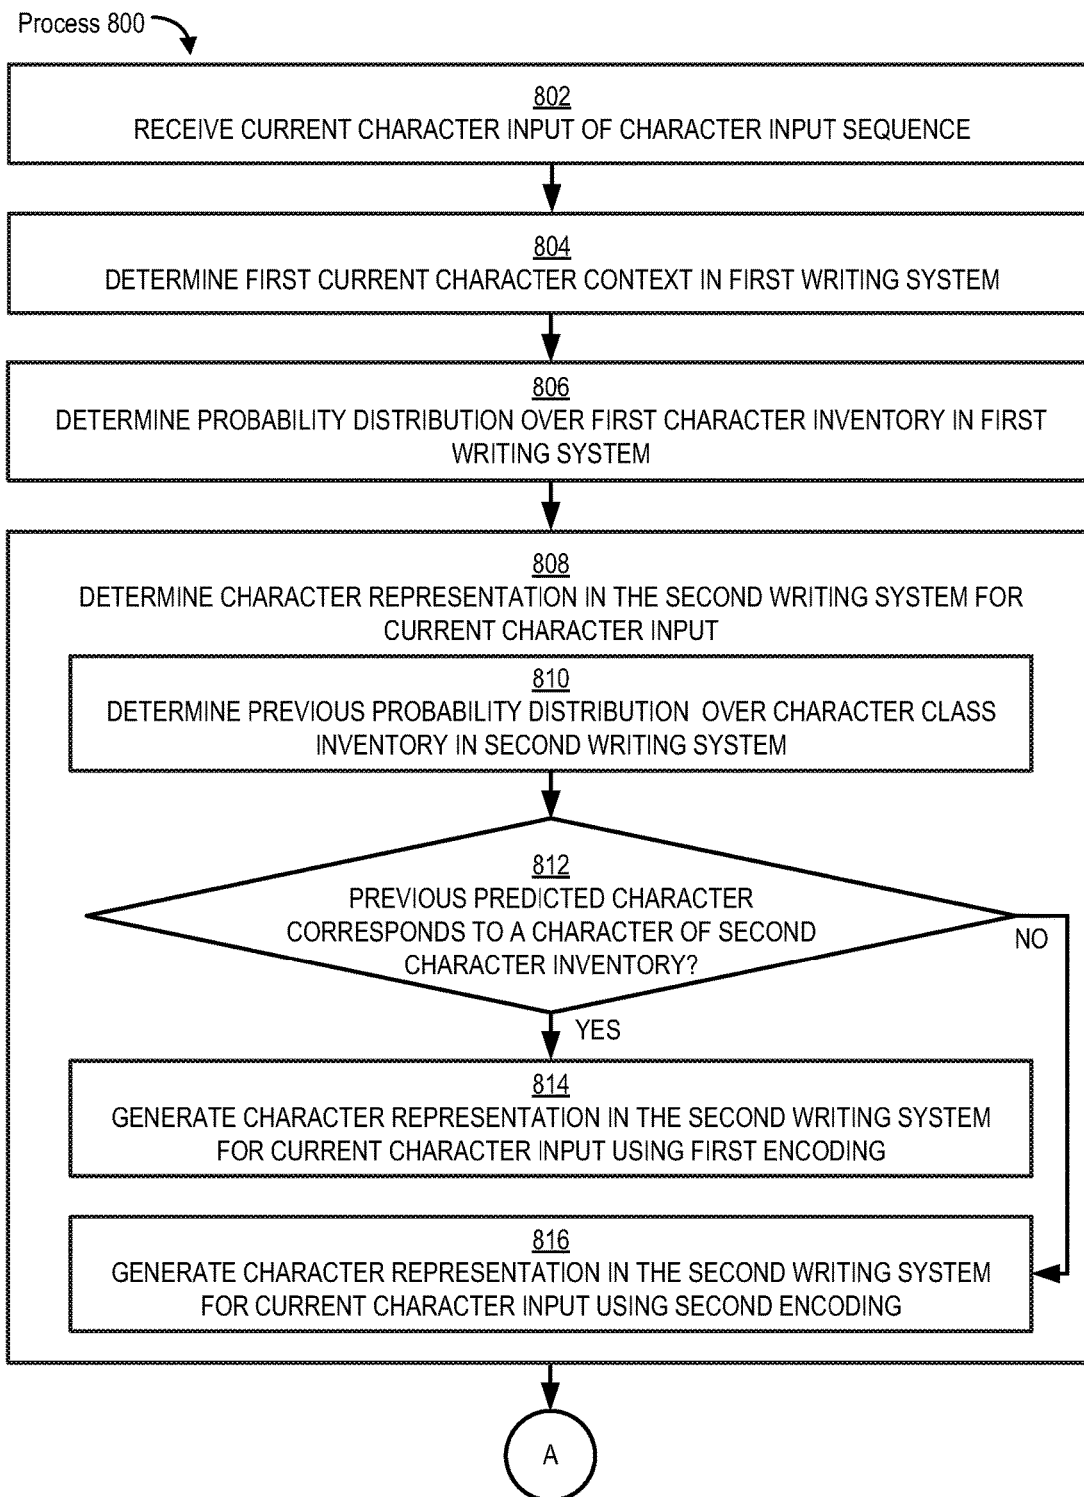 Process 800
802
RECEIVE CURRENT CHARACTER INPUT OF CHARACTER INPUT SEQUENCE
804
DETERMINE FIRST CURRENT CHARACTER CONTEXT IN FIRST WRITING SYSTEM
806
DETERMINE PROBABILITY DISTRIBUTION OVER FIRST CHARACTER INVENTORY IN FIRST
WRITING SYSTEM
808
DETERMINE CHARACTER REPRESENTATION IN THE SECOND WRITING SYSTEM FOR
CURRENT CHARACTER INPUT
810
DETERMINE PREVIOUS PROBABILITY DISTRIBUTION OVER CHARACTER CLASS
INVENTORY IN SECOND WRITING SYSTEM
812
PREVIOUS PREDICTED CHARACTER
CORRESPONDS TO A CHARACTER OF SECOND
CHARACTER INVENTORY?
NO
YES
814
GENERATE CHARACTER REPRESENTATION IN THE SECOND WRITING SYSTEM
FOR CURRENT CHARACTER INPUT USING FIRST ENCODING
816
GENERATE CHARACTER REPRESENTATION IN THE SECOND WRITING SYSTEM
FOR CURRENT CHARACTER INPUT USING SECOND ENCODING
A